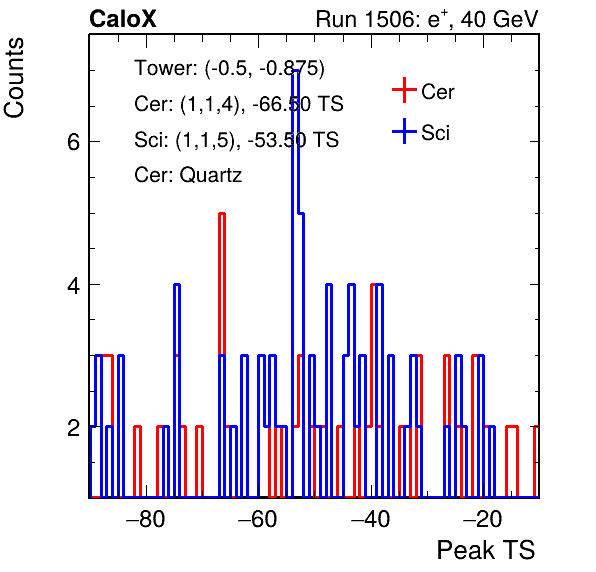 CaloX Run 1506: e⁺, 40 GeV
Counts
Tower: (-0.5, -0.875)
Cer: (1,1,4), -66.50 TS
Sci: (1,1,5), -53.50 TS
Cer: Quartz
Cer
Sci
6
4
2
−80 −60 −40 −20
Peak TS